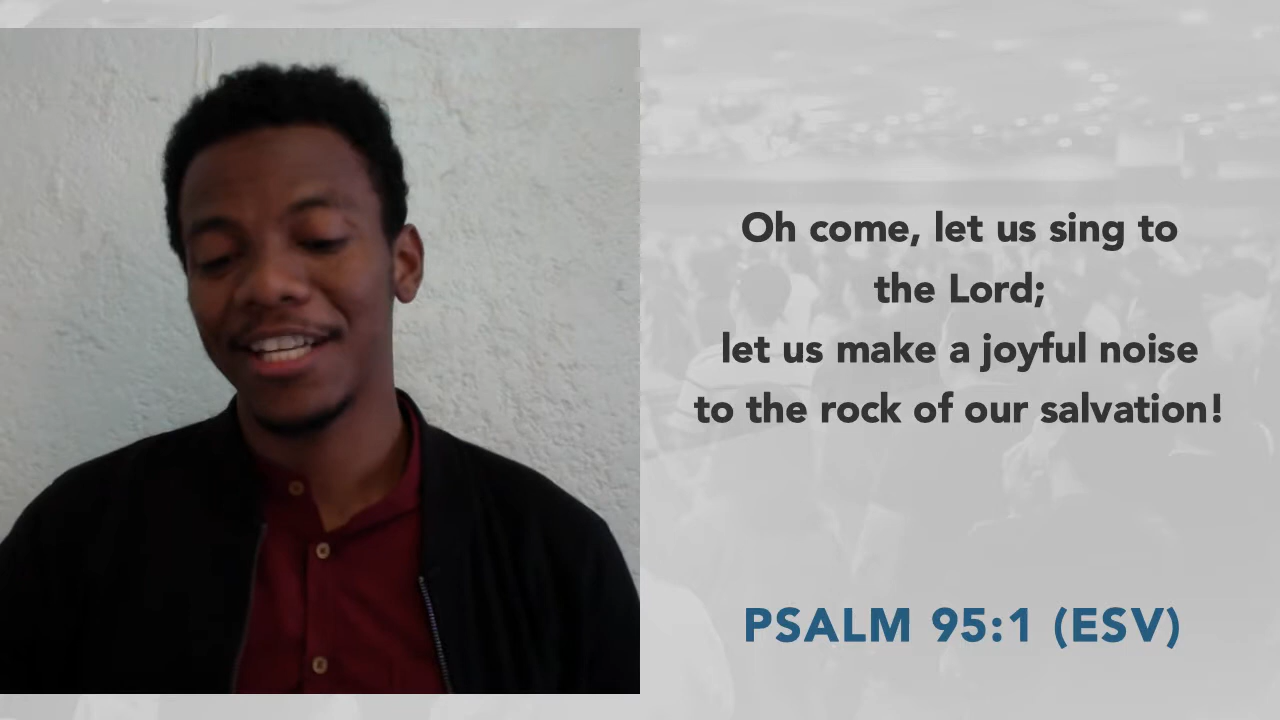 Oh come, let us sing to
the Lord;
let us make a joyful noise
to the rock of our salvation!
PSALM 95:1 (ESV)